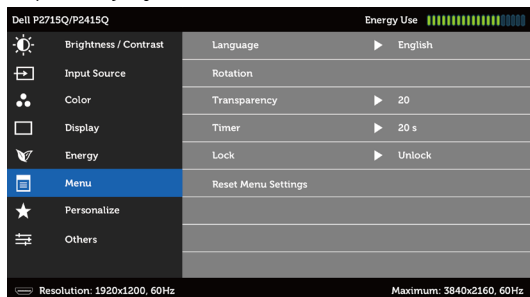 Dell P2715Q/P2415Q Energy Use
Brightness / Contrast Language English
Input Source Rotation
Color Transparency 20
Display Timer 20 s
Energy Lock Unlock
Menu Reset Menu Settings
Personalize
Others
Resolution: 1920x1200, 60Hz Maximum: 3840x2160, 60Hz